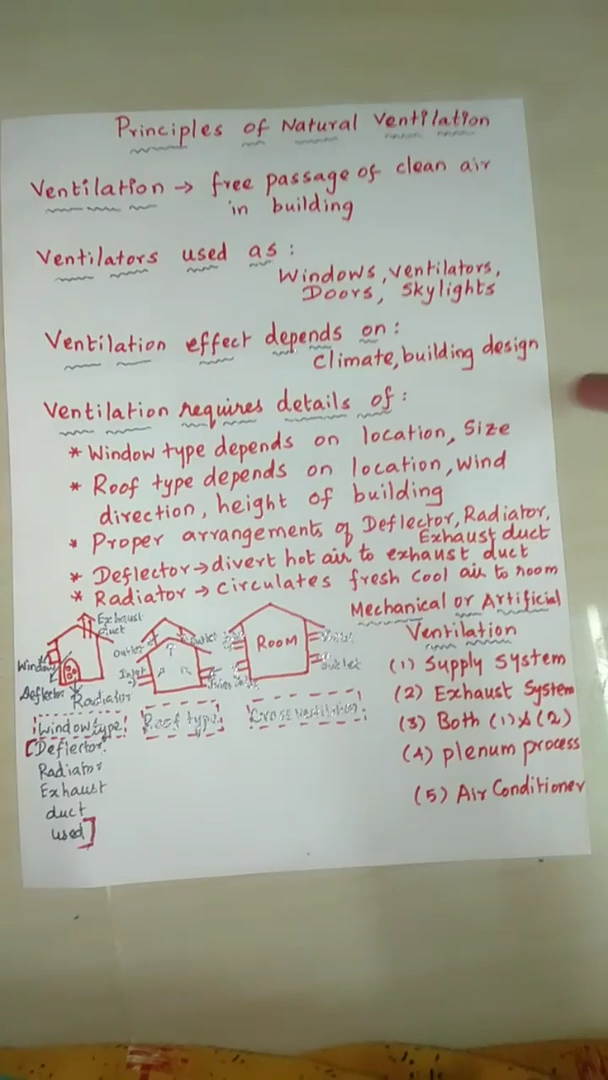 Principles of Natural Ventilation
Ventilation → free passage of clean air
in building
Ventilators used as :
Windows, Ventilators,
Doors, Skylights
Ventilation effect depends on :
Climate, building design
Ventilation requires details of :
* Window type depends on location, Size
* Roof type depends on location, wind
direction, height of building
* Proper arrangements of Deflector, Radiator,
Exhaust duct
* Deflector → divert hot air to exhaust duct
* Radiator → circulates fresh cool air to room
Exhaust
duct
Window
Deflector
Radiator
Window type
[Deflector.
Radiator
Exhaust
duct
used]
Outlet
Outlet
Inlet
Roof type
ROOM
Outlet
Cross ventilation
Mechanical or Artificial
Ventilation
(1) Supply System
(2) Exhaust System
(3) Both (1) & (2)
(4) plenum process
(5) Air Conditioner